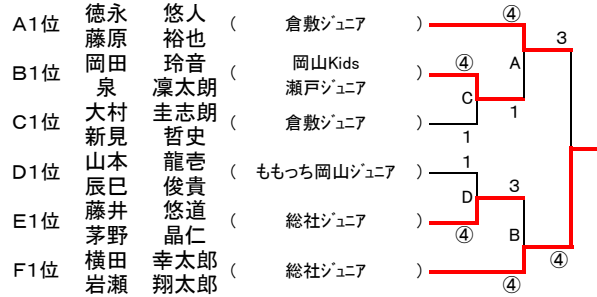 徳永 悠人
A1位 ( 倉敷ジュニア ) ④
藤原 裕也 3
岡田 玲音 岡山Kids A
B1位 ( ) ④
泉 凜太朗 瀬戸ジュニア
C 1
大村 圭志朗
C1位 ( 倉敷ジュニア ) 1
新見 哲史
山本 龍壱
D1位 ( ももっち岡山ジュニア ) 1
辰巳 俊貴
D 3
藤井 悠道
E1位 ( 総社ジュニア ) ④
茅野 晶仁 B
横田 幸太郎 ④
F1位 ( 総社ジュニア ) ④
岩瀬 翔太郎